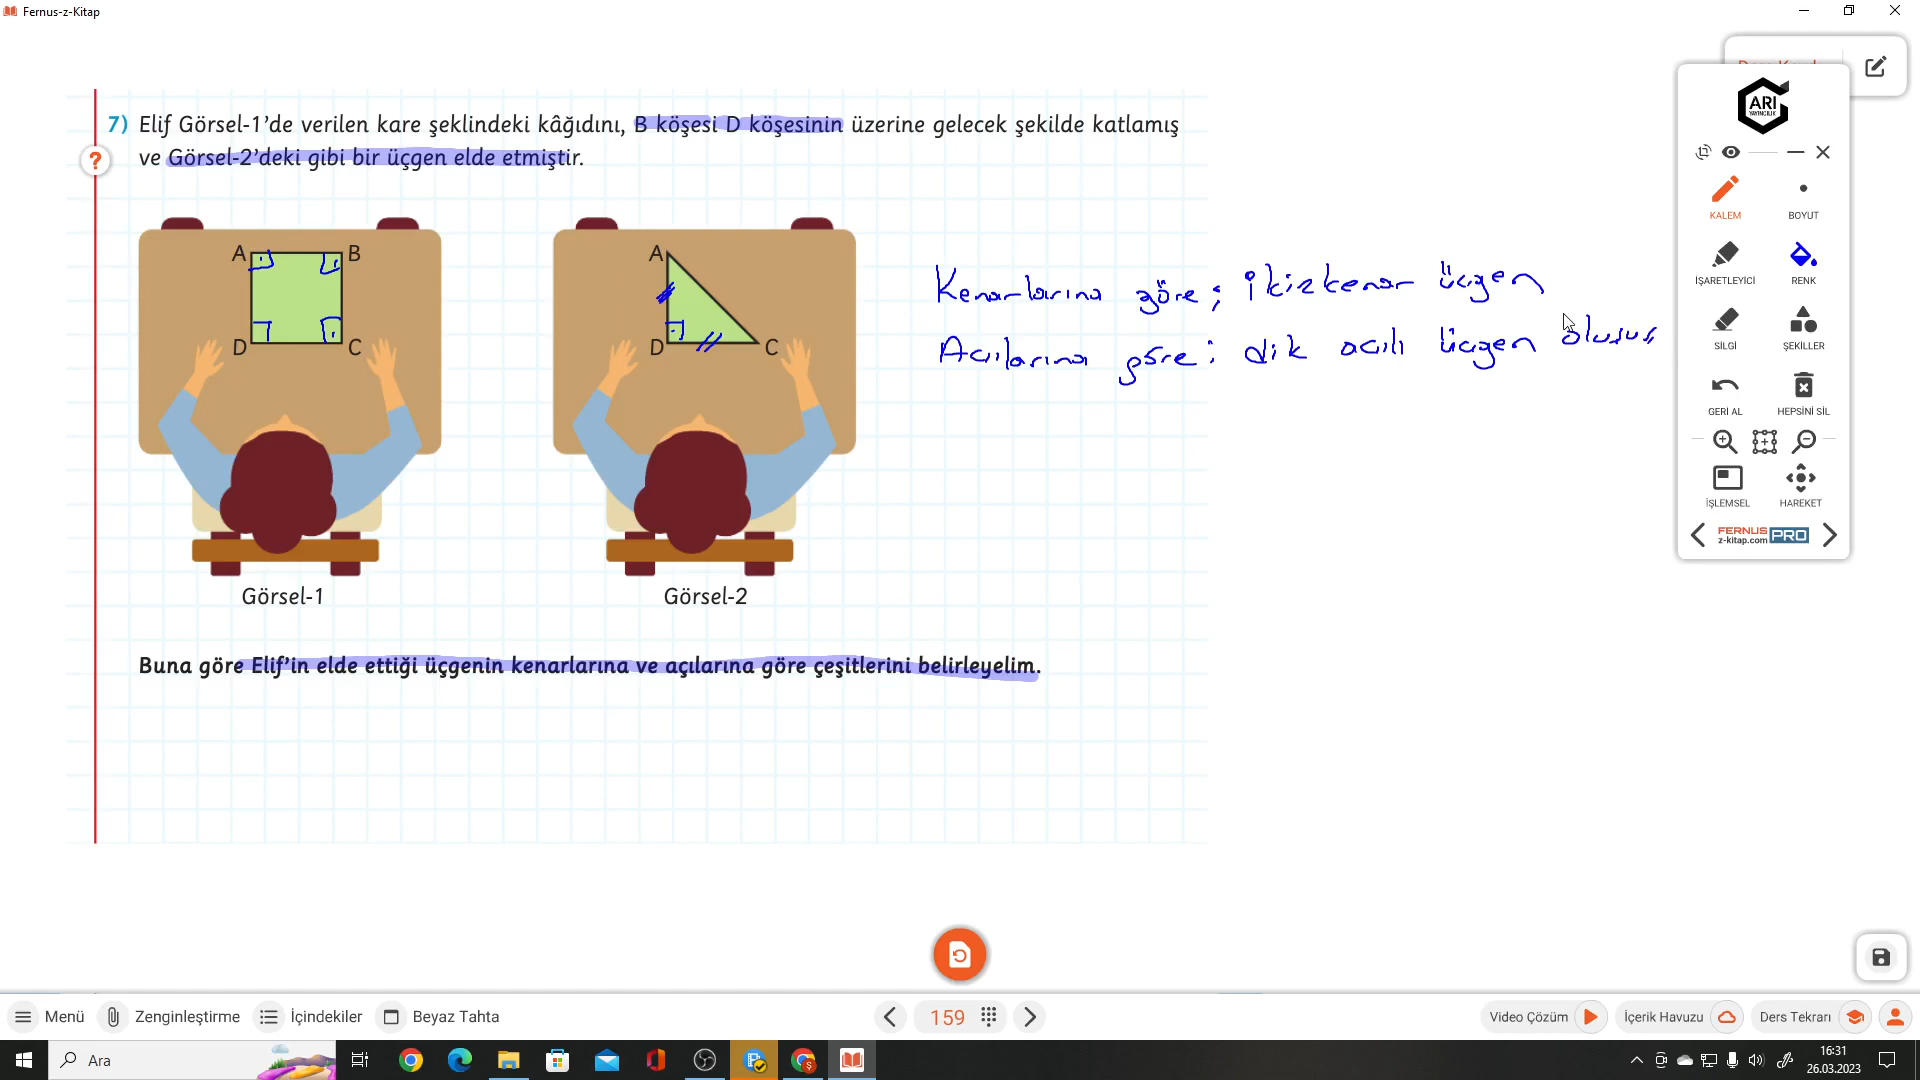 Fernus-z-Kitap
7) Elif Görsel-1'de verilen kare şeklindeki kâğıdını, B köşesi D köşesinin üzerine gelecek şekilde katlamış
? ve Görsel-2'deki gibi bir üçgen elde etmiştir.
A B
D C
A
D C
Kenarlarına göre; İkizkenar üçgen
Açılarına göre; dik açılı üçgen oluşur
Görsel-1
Görsel-2
Buna göre Elif'in elde ettiği üçgenin kenarlarına ve açılarına göre çeşitlerini belirleyelim.
ARI
YAYINCILIK
KALEM
BOYUT
İŞARETLEYİCİ
RENK
SİLGİ
ŞEKİLLER
GERİ AL
HEPSİNİ SİL
İŞLEMSEL
HAREKET
FERNUS
z-kitap.com PRO
Menü
Zenginleştirme
İçindekiler
Beyaz Tahta
159
Video Çözüm
İçerik Havuzu
Ders Tekrarı
Ara
16:31
26.03.2023